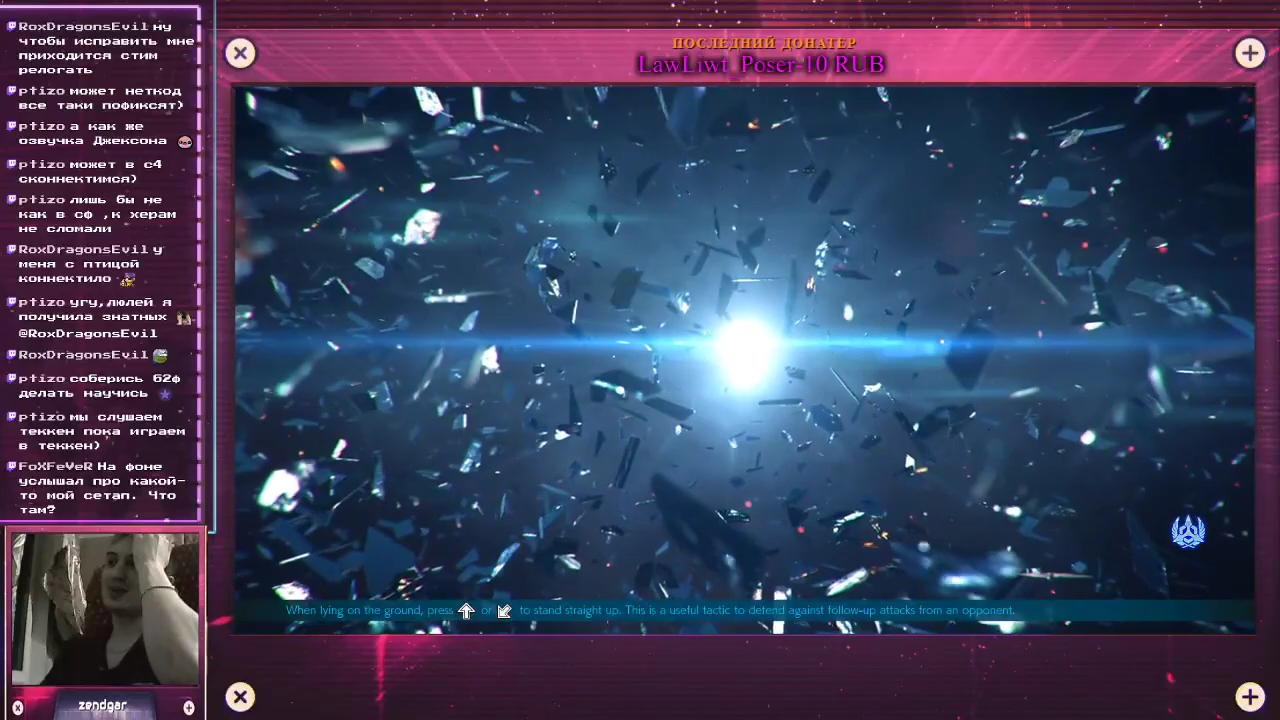 RoxDragonsEvil ну
чтобы исправить мне
приходится с им
релогать
ptizo может неткод
все таки пофиксят)
ptizo а как же
озвучка Джексона
ptizo может в с4
сконнектимся)
ptizo лишь бы не
как в сф ,к херам
не сломали
RoxDragonsEvil у
меня с птицой
коннектило
ptizo угу,люлей я
получила знатных
@RoxDragonsEvil
RoxDragonsEvil
ptizo соберись 62ф
делать научись
ptizo мы слушаем
теккен пока играем
в теккен)
FoXFeVeR На фоне
услышал про какой-
то мой сетап. Что
там?
zendgar
ПОСЛЕДНИЙ ДОНАТЕР
LawLiwt_Poser-10 RUB
When lying on the ground, press or to stand straight up. This is a useful tactic to defend against follow-up attacks from an opponent.